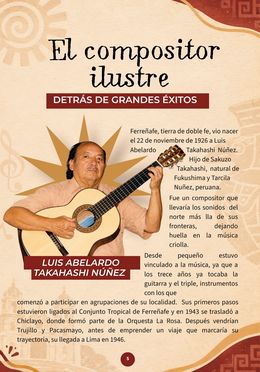 El compositor
ilustre
DETRÁS DE GRANDES ÉXITOS
Ferreñafe, tierra de doble fe, vio nacer
el 22 de noviembre de 1926 a Luis
Abelardo Takahashi Núñez.
Hijo de Sakuzo
Takahashi, natural de
Fukushima y Tarcila
Nuñez, peruana.
Fue un compositor que
llevaría los sonidos del
norte más lla de sus
fronteras, dejando
huella en la música
criolla.
Desde pequeño estuvo
vinculado a la música, ya que a
los trece años ya tocaba la
guitarra y el triple, instrumentos
con los que
comenzó a participar en agrupaciones de su localidad. Sus primeros pasos
estuvieron ligados al Conjunto Tropical de Ferreñafe y en 1943 se trasladó a
Chiclayo, donde formó parte de la Orquesta La Rosa. Después vendrían
Trujillo y Pacasmayo, antes de emprender un viaje que marcaría su
trayectoria, su llegada a Lima en 1946.
LUIS ABELARDO
TAKAHASHI NÚÑEZ
5